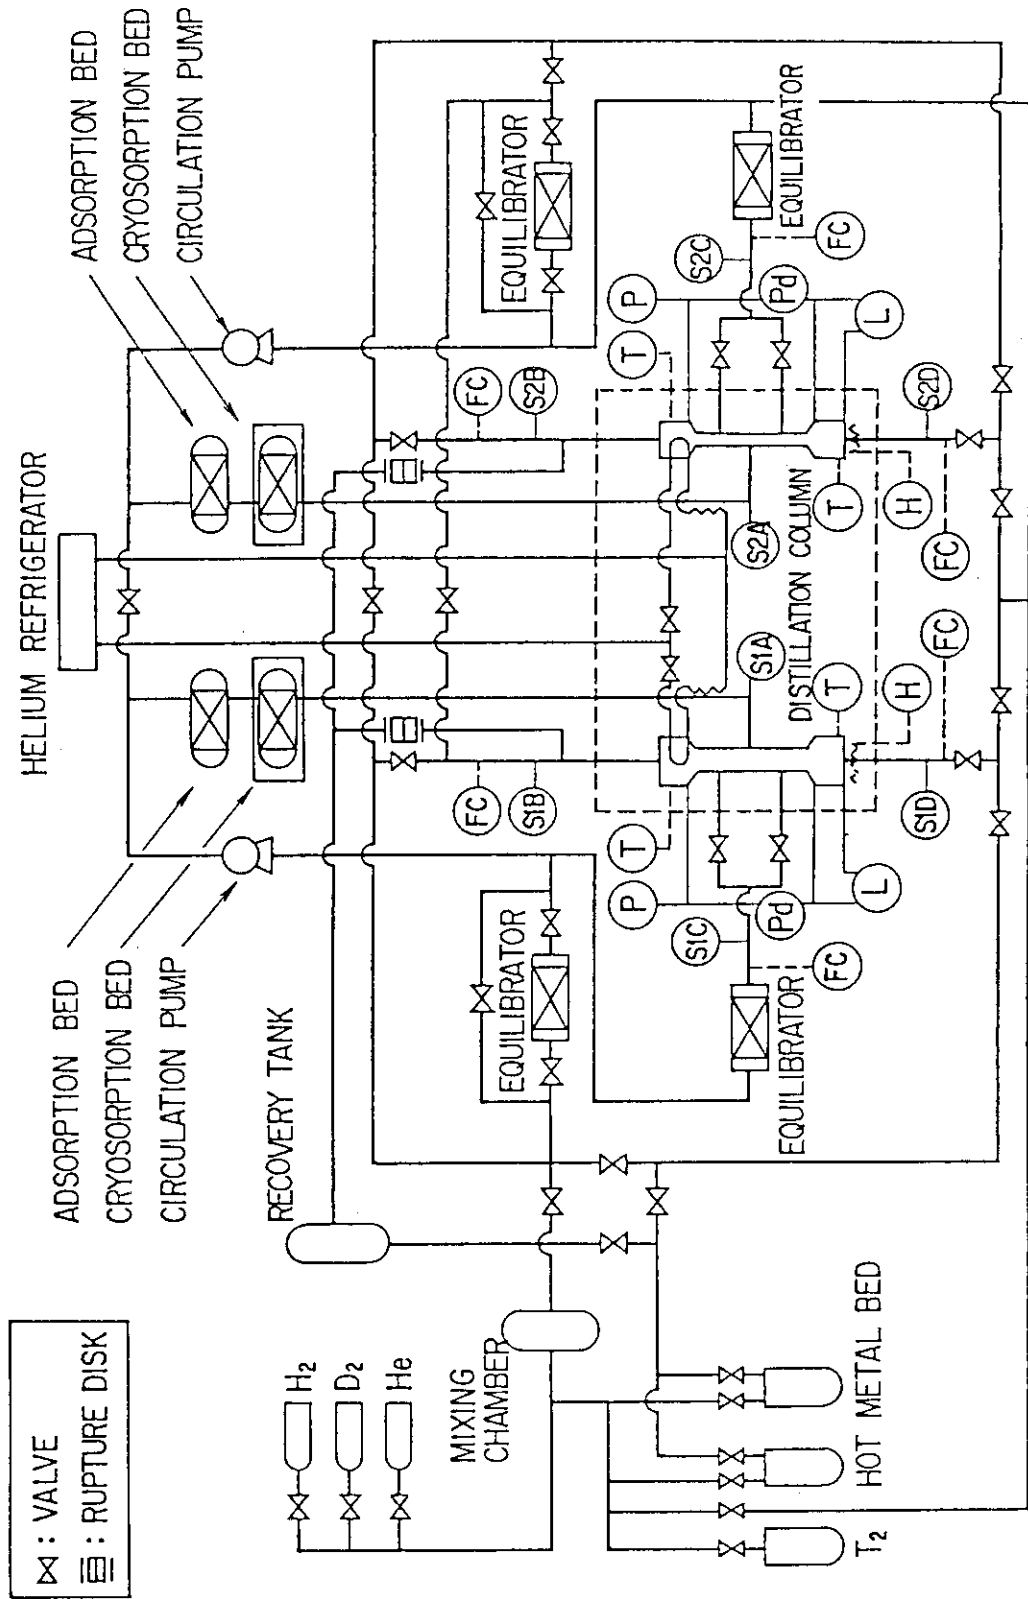 ⋈ : VALVE
: RUPTURE DISK
HELIUM REFRIGERATOR
ADSORPTION BED
CRYOSORPTION BED
CIRCULATION PUMP
ADSORPTION BED
CRYOSORPTION BED
CIRCULATION PUMP
RECOVERY TANK
H2
D2
He
MIXING
CHAMBER
EQUILIBRATOR
EQUILIBRATOR
FC
S1B
FC
S2B
P
T
T
P
S1C
Pd
S1A
S2A
S2C
Pd
FC
EQUILIBRATOR
L
DISTILLATION COLUMN
T
T
L
FC
EQUILIBRATOR
H
H
S1D
FC
FC
S2D
T2
HOT METAL BED